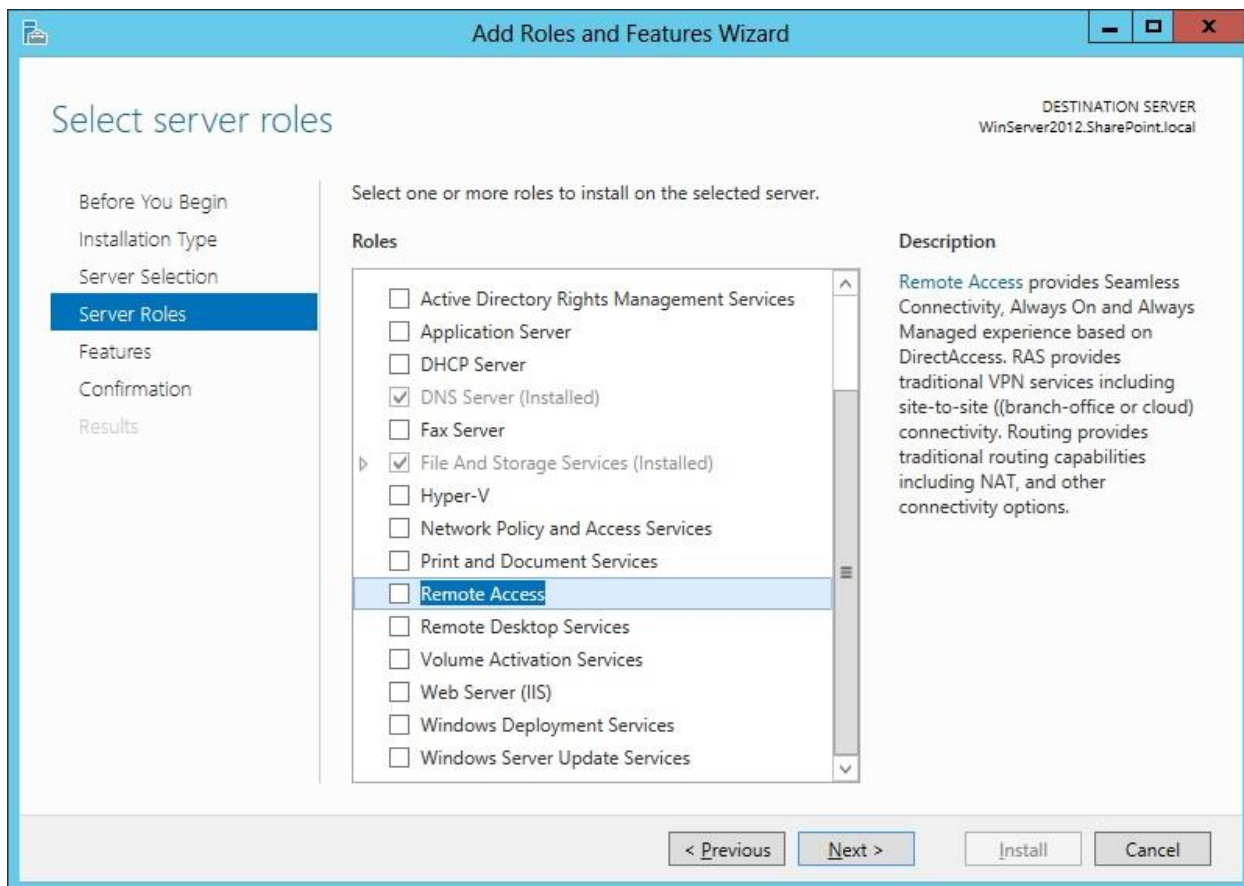 Add Roles and Features Wizard
Select server roles
DESTINATION SERVER
WinServer2012.SharePoint.local
Before You Begin
Installation Type
Server Selection
Server Roles
Features
Confirmation
Results
Select one or more roles to install on the selected server.
Roles
Active Directory Rights Management Services
Application Server
DHCP Server
DNS Server (Installed)
Fax Server
File And Storage Services (Installed)
Hyper-V
Network Policy and Access Services
Print and Document Services
Remote Access
Remote Desktop Services
Volume Activation Services
Web Server (IIS)
Windows Deployment Services
Windows Server Update Services
Description
Remote Access provides Seamless
Connectivity, Always On and Always
Managed experience based on
DirectAccess. RAS provides
traditional VPN services including
site-to-site ((branch-office or cloud)
connectivity. Routing provides
traditional routing capabilities
including NAT, and other
connectivity options.
< Previous
Next >
Install
Cancel